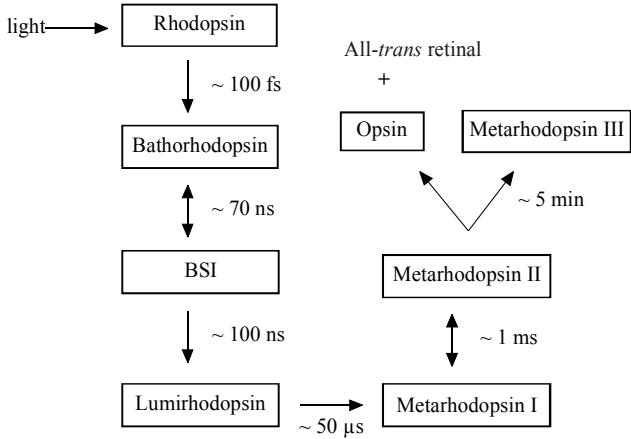 light
Rhodopsin
~ 100 fs
Bathorhodopsin
~ 70 ns
BSI
~ 100 ns
Lumirhodopsin
~ 50 µs
Metarhodopsin I
~ 1 ms
Metarhodopsin II
~ 5 min
All-trans retinal
+
Opsin
Metarhodopsin III